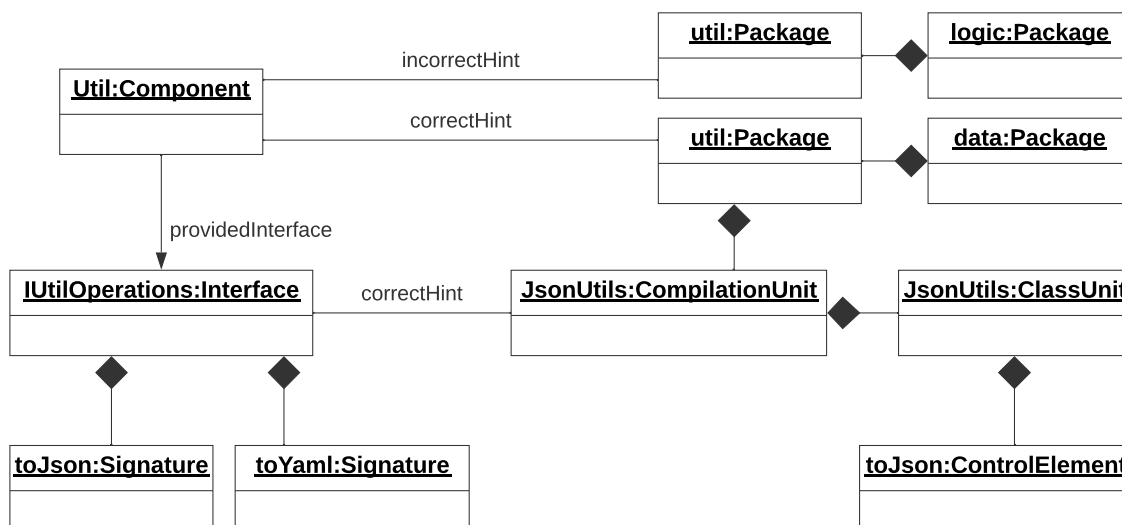 util:Package
logic:Package
incorrectHint
Util:Component
correctHint
util:Package
data:Package
providedInterface
IUtilOperations:Interface
correctHint
JsonUtils:CompilationUnit
JsonUtils:ClassUnit
toJson:Signature
toYaml:Signature
toJson:ControlElement